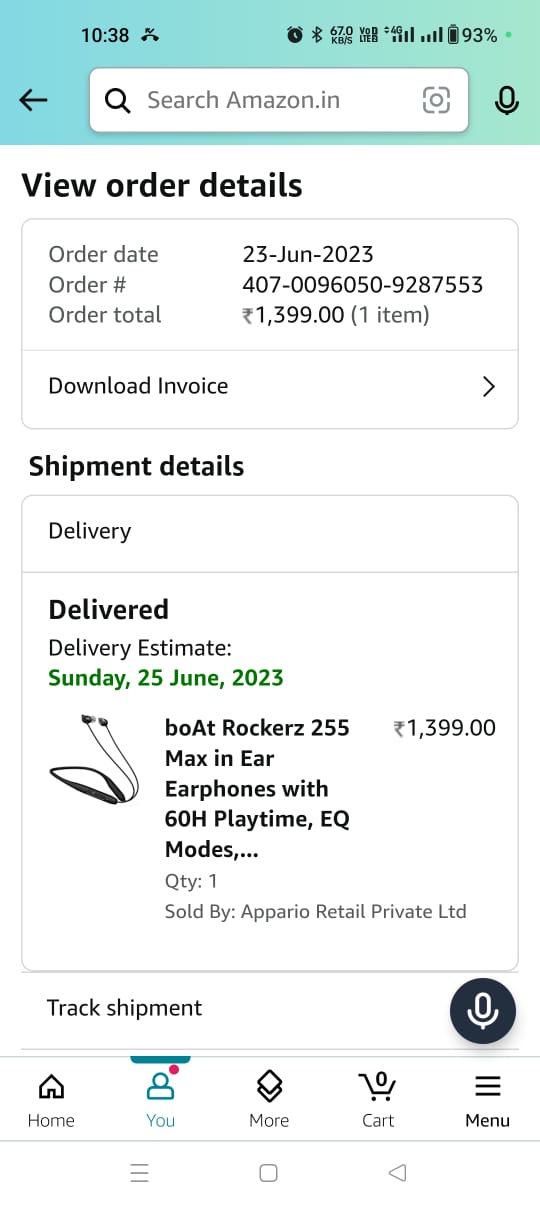 10:38 67.0 KB/S VoD LTEB 4G 93%
Search Amazon.in
View order details
Order date 23-Jun-2023
Order # 407-0096050-9287553
Order total ₹1,399.00 (1 item)
Download Invoice
Shipment details
Delivery
Delivered
Delivery Estimate:
Sunday, 25 June, 2023
boAt Rockerz 255 ₹1,399.00
Max in Ear
Earphones with
60H Playtime, EQ
Modes,...
Qty: 1
Sold By: Appario Retail Private Ltd
Track shipment
0
Home You More Cart Menu